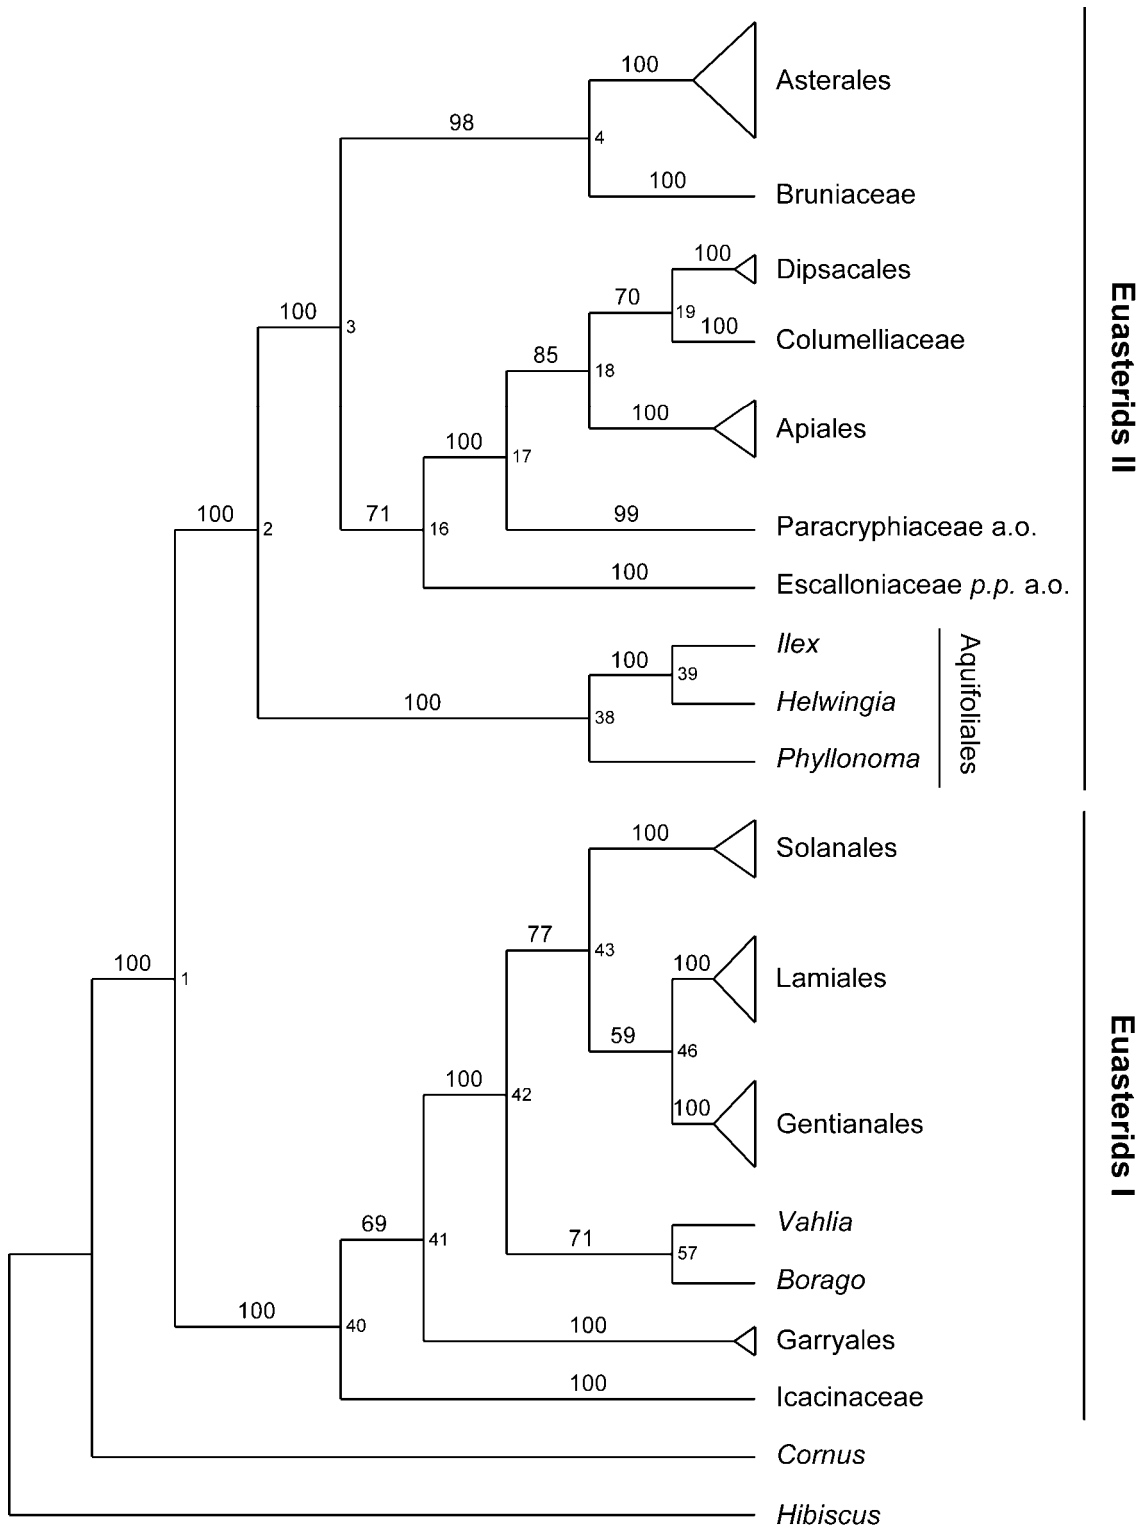 100
Asterales
98
4
100
Bruniaceae
100
Dipsacales
70
19
100
Columelliaceae
100
3
85
18
100
Apiales
100
17
100
2
71
16
99
Paracryphiaceae a.o.
100
Escalloniaceae p.p. a.o.
Ilex
100
39
Helwingia
100
38
Phyllonoma
Aquifoliales
Euasterids II
100
Solanales
77
43
100
Lamiales
100
1
59
46
100
42
100
Gentianales
Vahlia
69
41
71
57
Borago
100
40
100
Garryales
100
Icacinaceae
Euasterids I
Cornus
Hibiscus